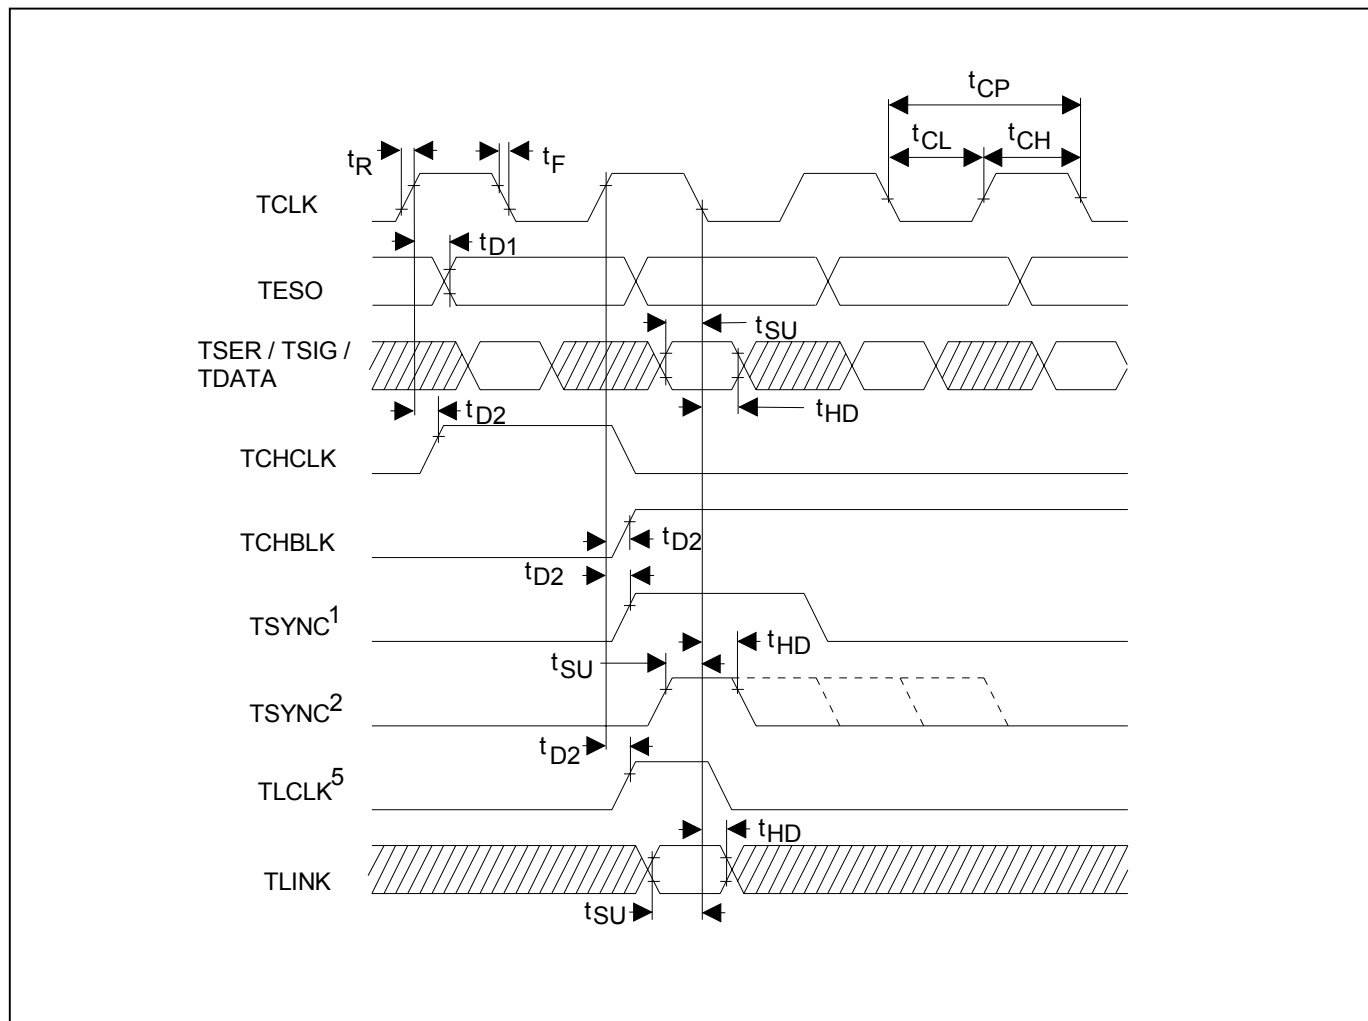 tCP
tCL tCH
tR tF
TCLK
tD1
TESO
tSU
TSER / TSIG /
TDATA
tD2 tHD
TCHCLK
TCHBLK tD2
tD2
TSYNC1
tHD
tSU
TSYNC2
tD2
TLCLK5
tHD
TLINK
tSU